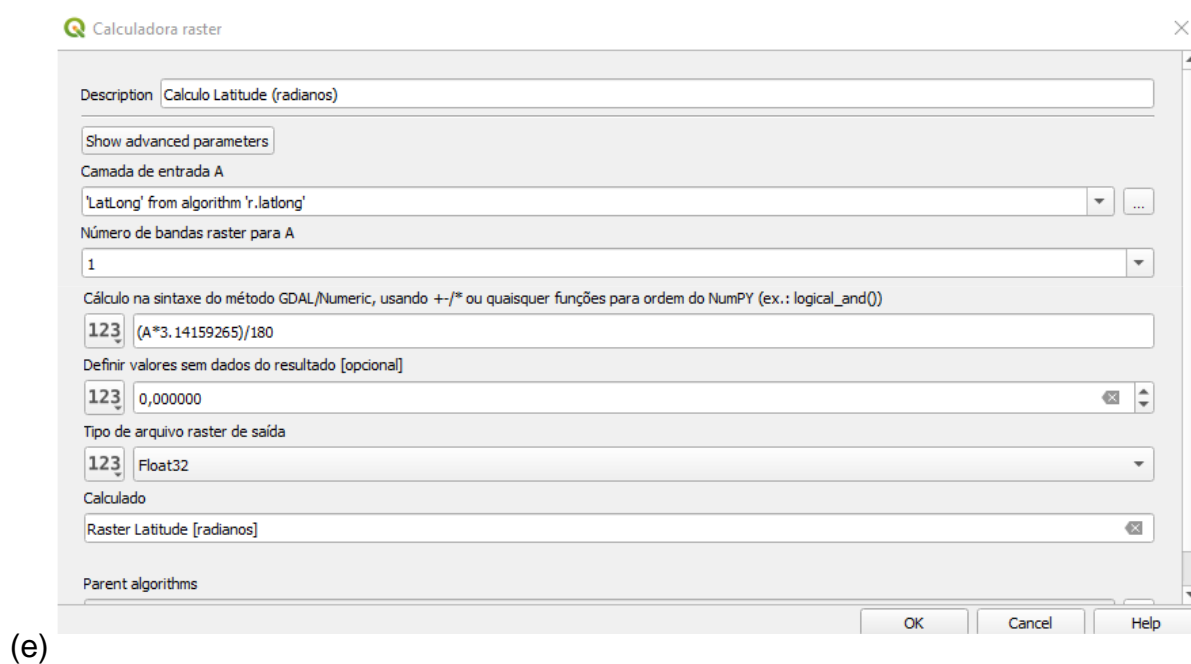 Calculadora raster
Description Calculo Latitude (radianos)
Show advanced parameters
Camada de entrada A
'LatLong' from algorithm 'r.latlong'
...
Número de bandas raster para A
1
Cálculo na sintaxe do método GDAL/Numeric, usando +-/* ou quaisquer funções para ordem do NumPY (ex.: logical_and())
123 (A*3.14159265)/180
Definir valores sem dados do resultado [opcional]
123 0,000000
Tipo de arquivo raster de saída
123 Float32
Calculado
Raster Latitude [radianos]
Parent algorithms
OK Cancel Help
(e)